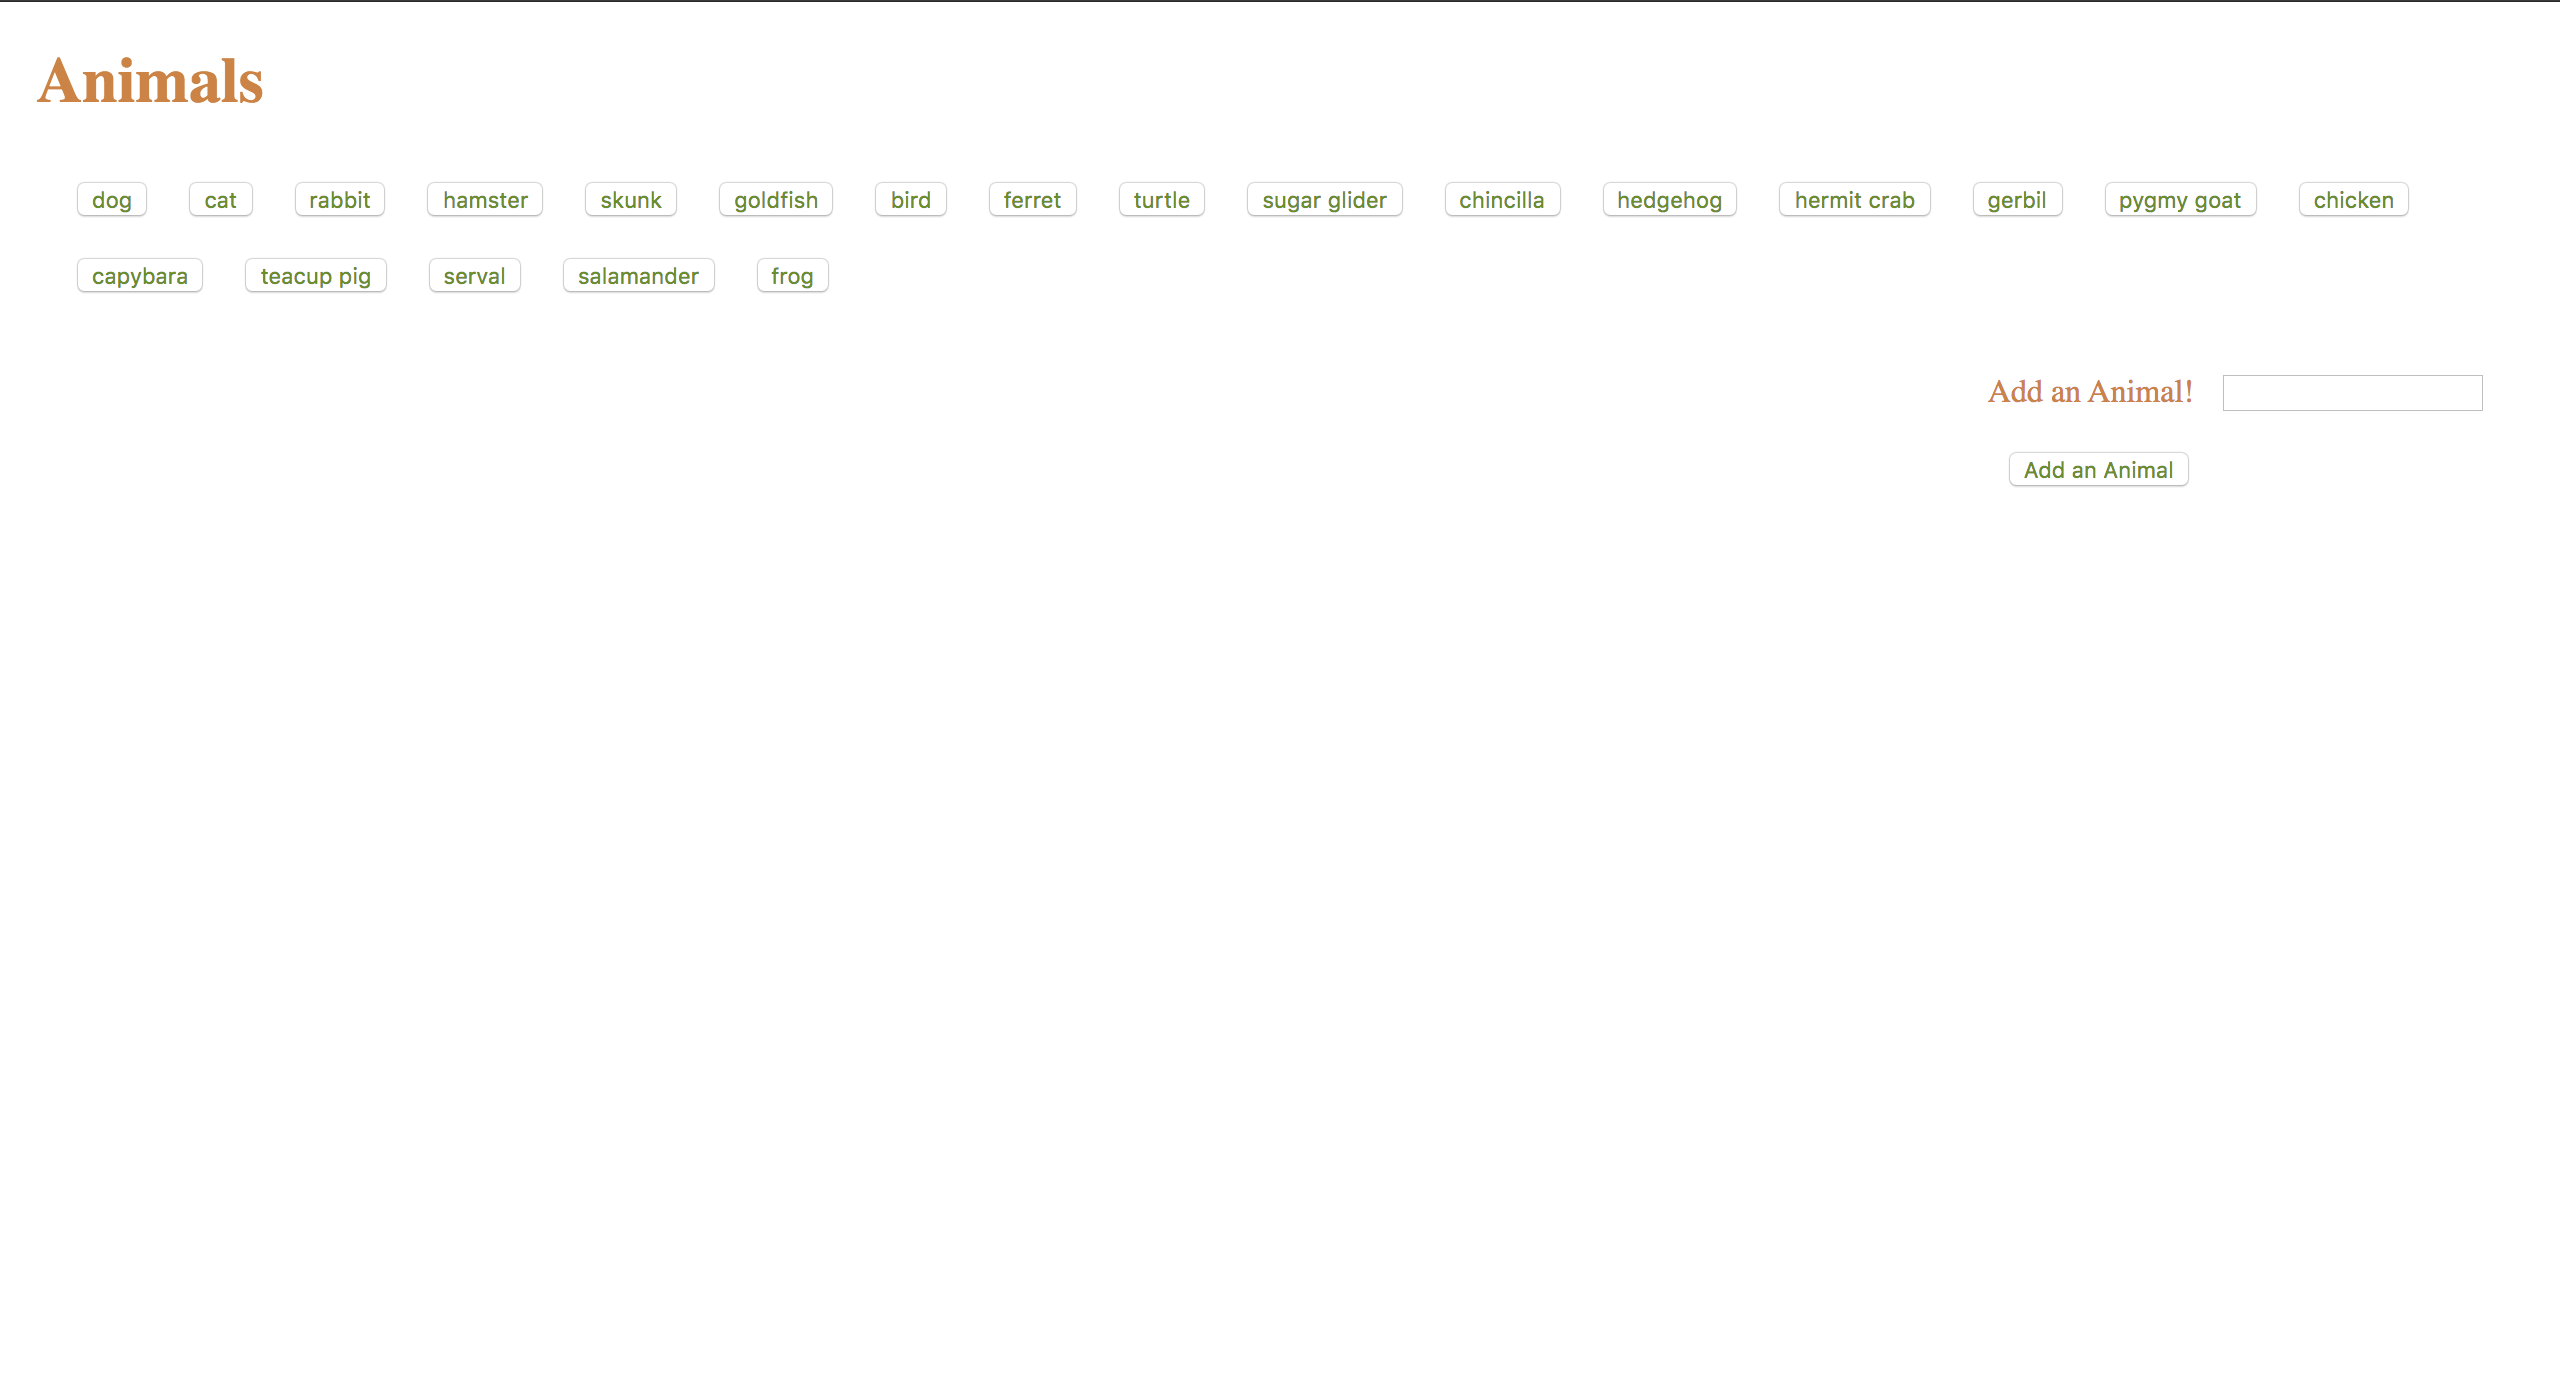 Animals
dog cat rabbit hamster skunk goldfish bird ferret turtle sugar glider chincilla hedgehog hermit crab gerbil pygmy goat chicken
capybara teacup pig serval salamander frog
Add an Animal!
Add an Animal